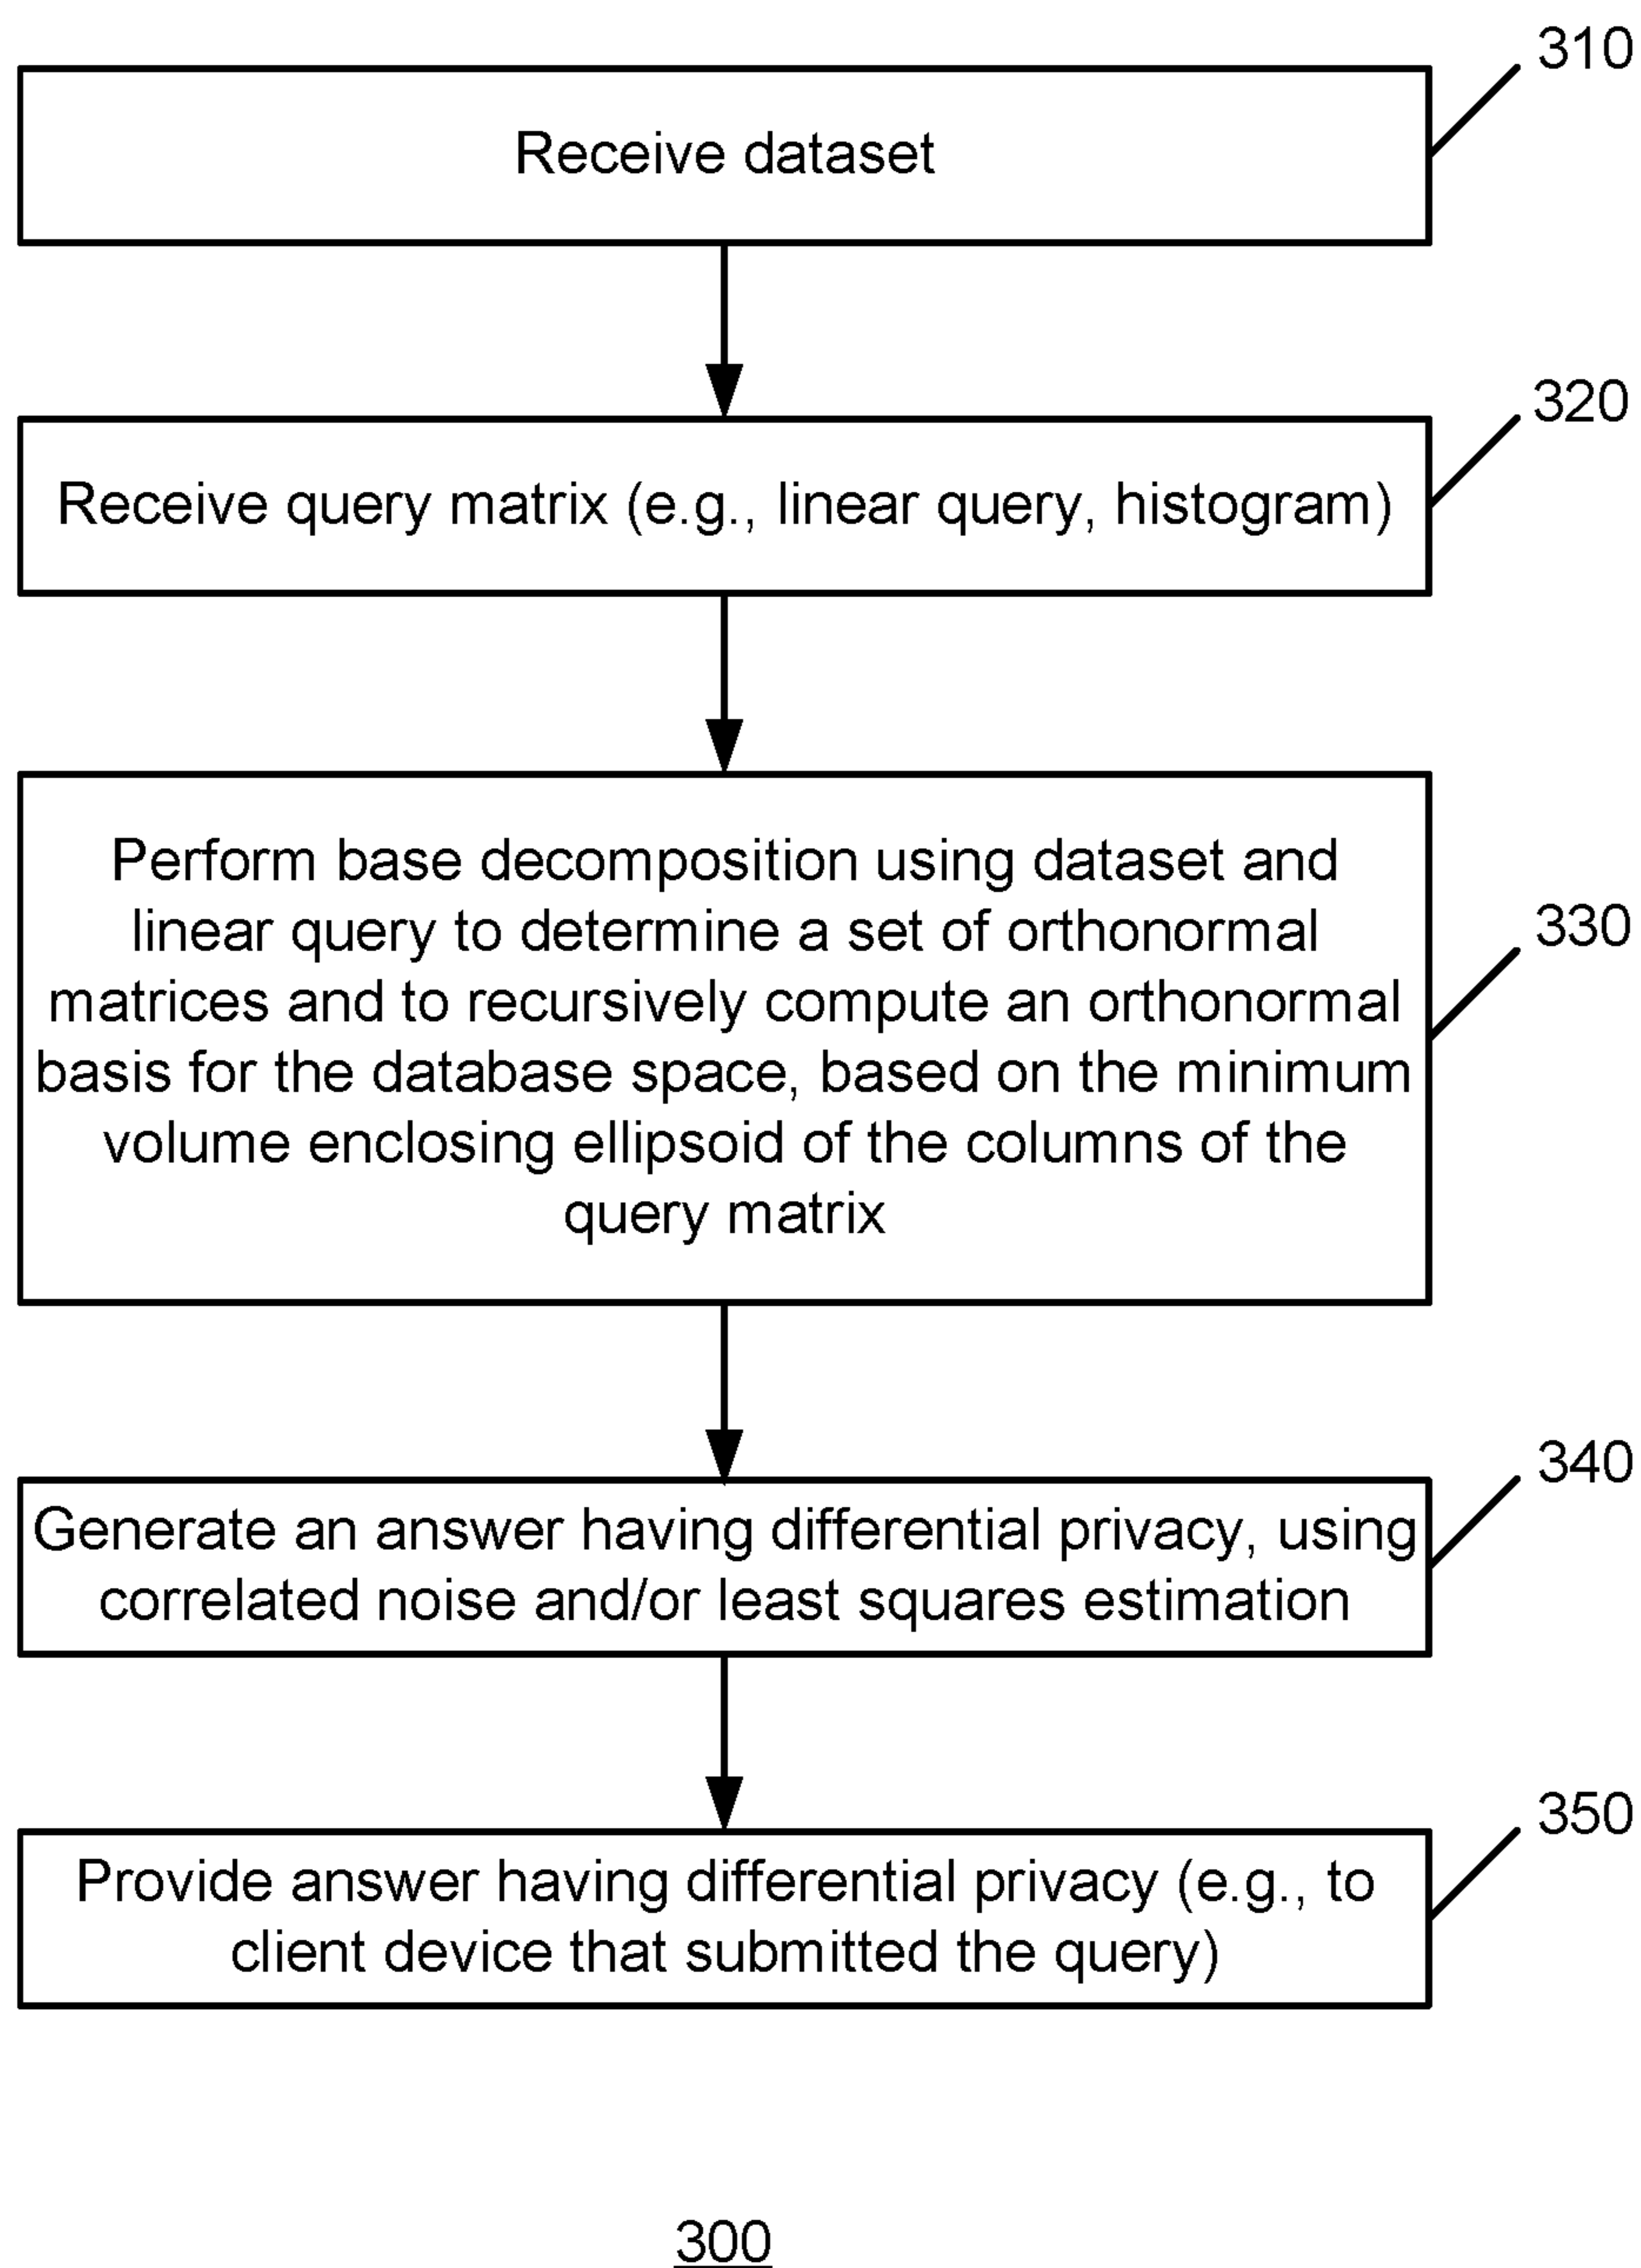 310
Receive dataset
320
Receive query matrix (e.g., linear query, histogram)
330
Perform base decomposition using dataset and
linear query to determine a set of orthonormal
matrices and to recursively compute an orthonormal
basis for the database space, based on the minimum
volume enclosing ellipsoid of the columns of the
query matrix
340
Generate an answer having differential privacy, using
correlated noise and/or least squares estimation
350
Provide answer having differential privacy (e.g., to
client device that submitted the query)
300